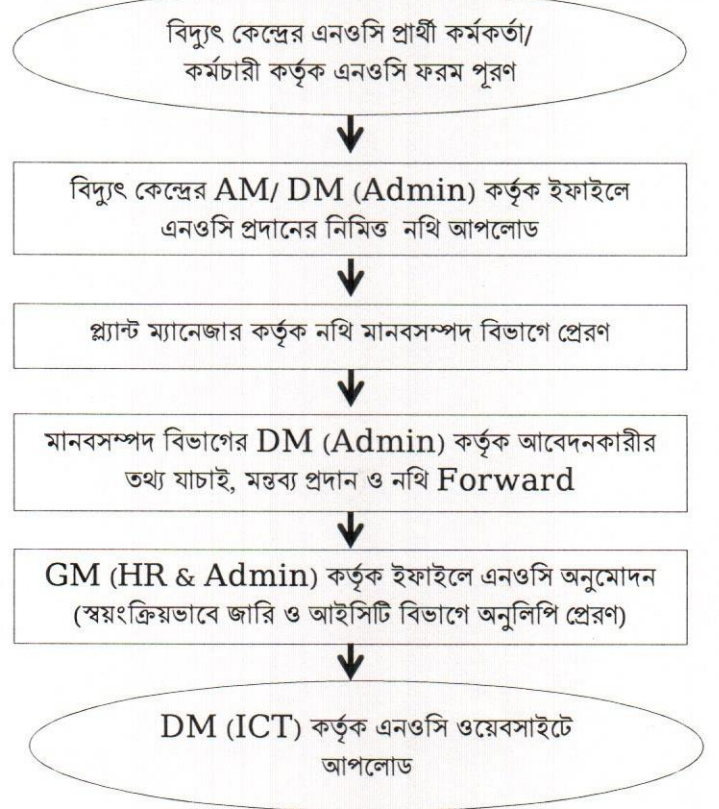 বিদ্যুৎ কেন্দ্রের এনওসি প্রার্থী কর্মকর্তা/
কর্মচারী কর্তৃক এনওসি ফরম পূরণ
বিদ্যুৎ কেন্দ্রের AM/ DM (Admin) কর্তৃক ইফাইলে
এনওসি প্রদানের নিমিত্ত নথি আপলোড
প্ল্যান্ট ম্যানেজার কর্তৃক নথি মানবসম্পদ বিভাগে প্রেরণ
মানবসম্পদ বিভাগের DM (Admin) কর্তৃক আবেদনকারীর
তথ্য যাচাই, মন্তব্য প্রদান ও নথি Forward
GM (HR & Admin) কর্তৃক ইফাইলে এনওসি অনুমোদন
(স্বয়ংক্রিয়ভাবে জারি ও আইসিটি বিভাগে অনুলিপি প্রেরণ)
DM (ICT) কর্তৃক এনওসি ওয়েবসাইটে
আপলোড